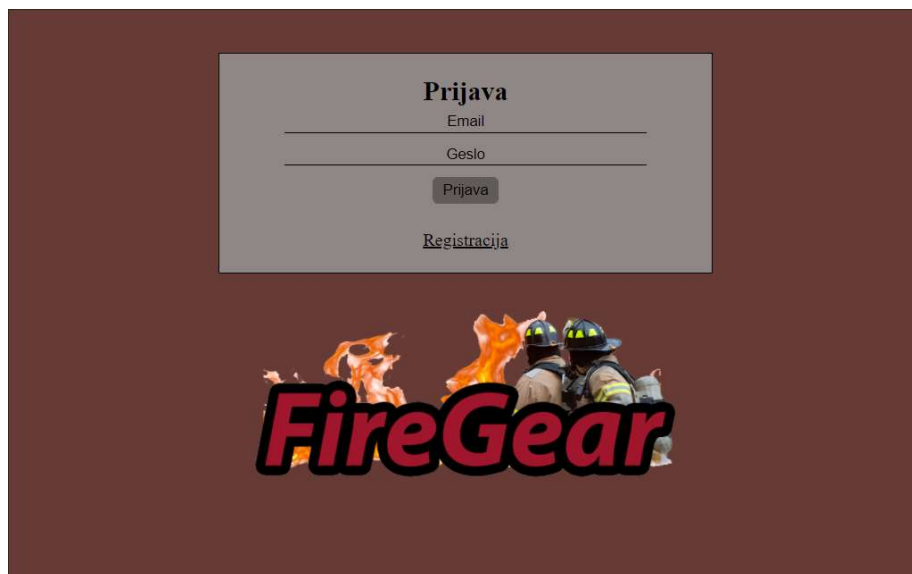 Prijava
Email
Geslo
Prijava
Registracija
FireGear